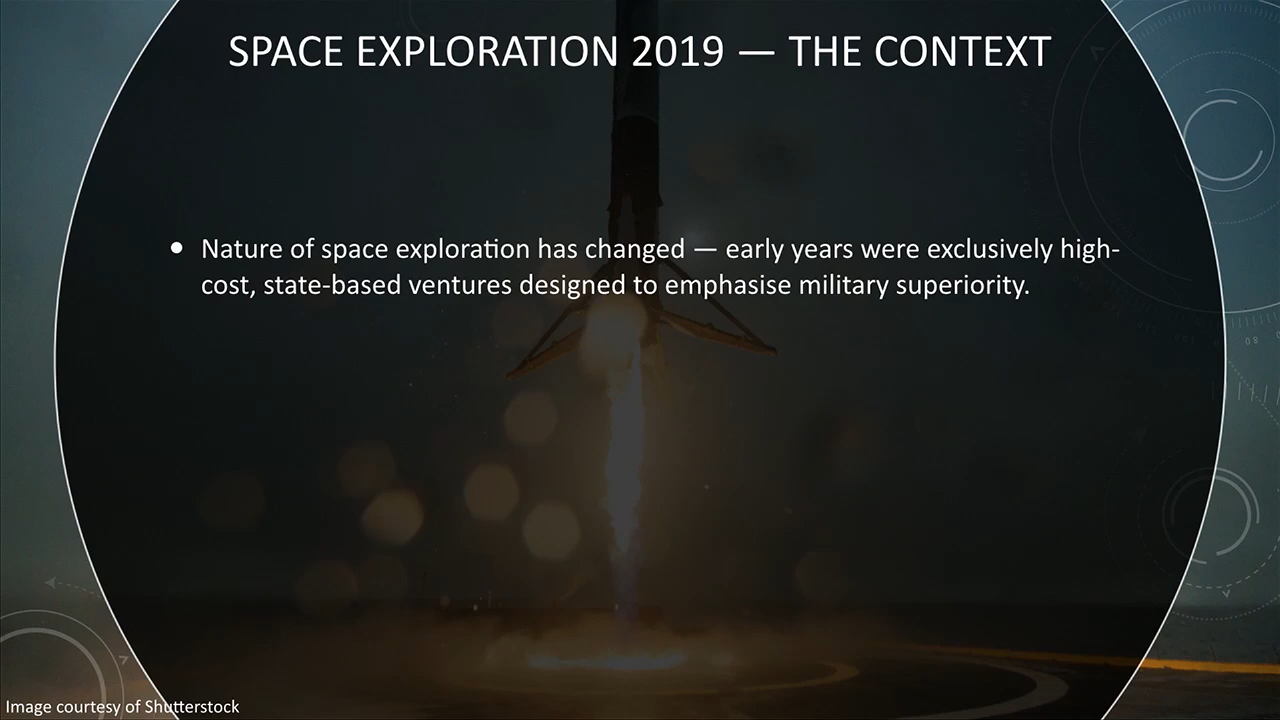 SPACE EXPLORATION 2019 — THE CONTEXT
• Nature of space exploration has changed — early years were exclusively high-
cost, state-based ventures designed to emphasise military superiority.
Image courtesy of Shutterstock